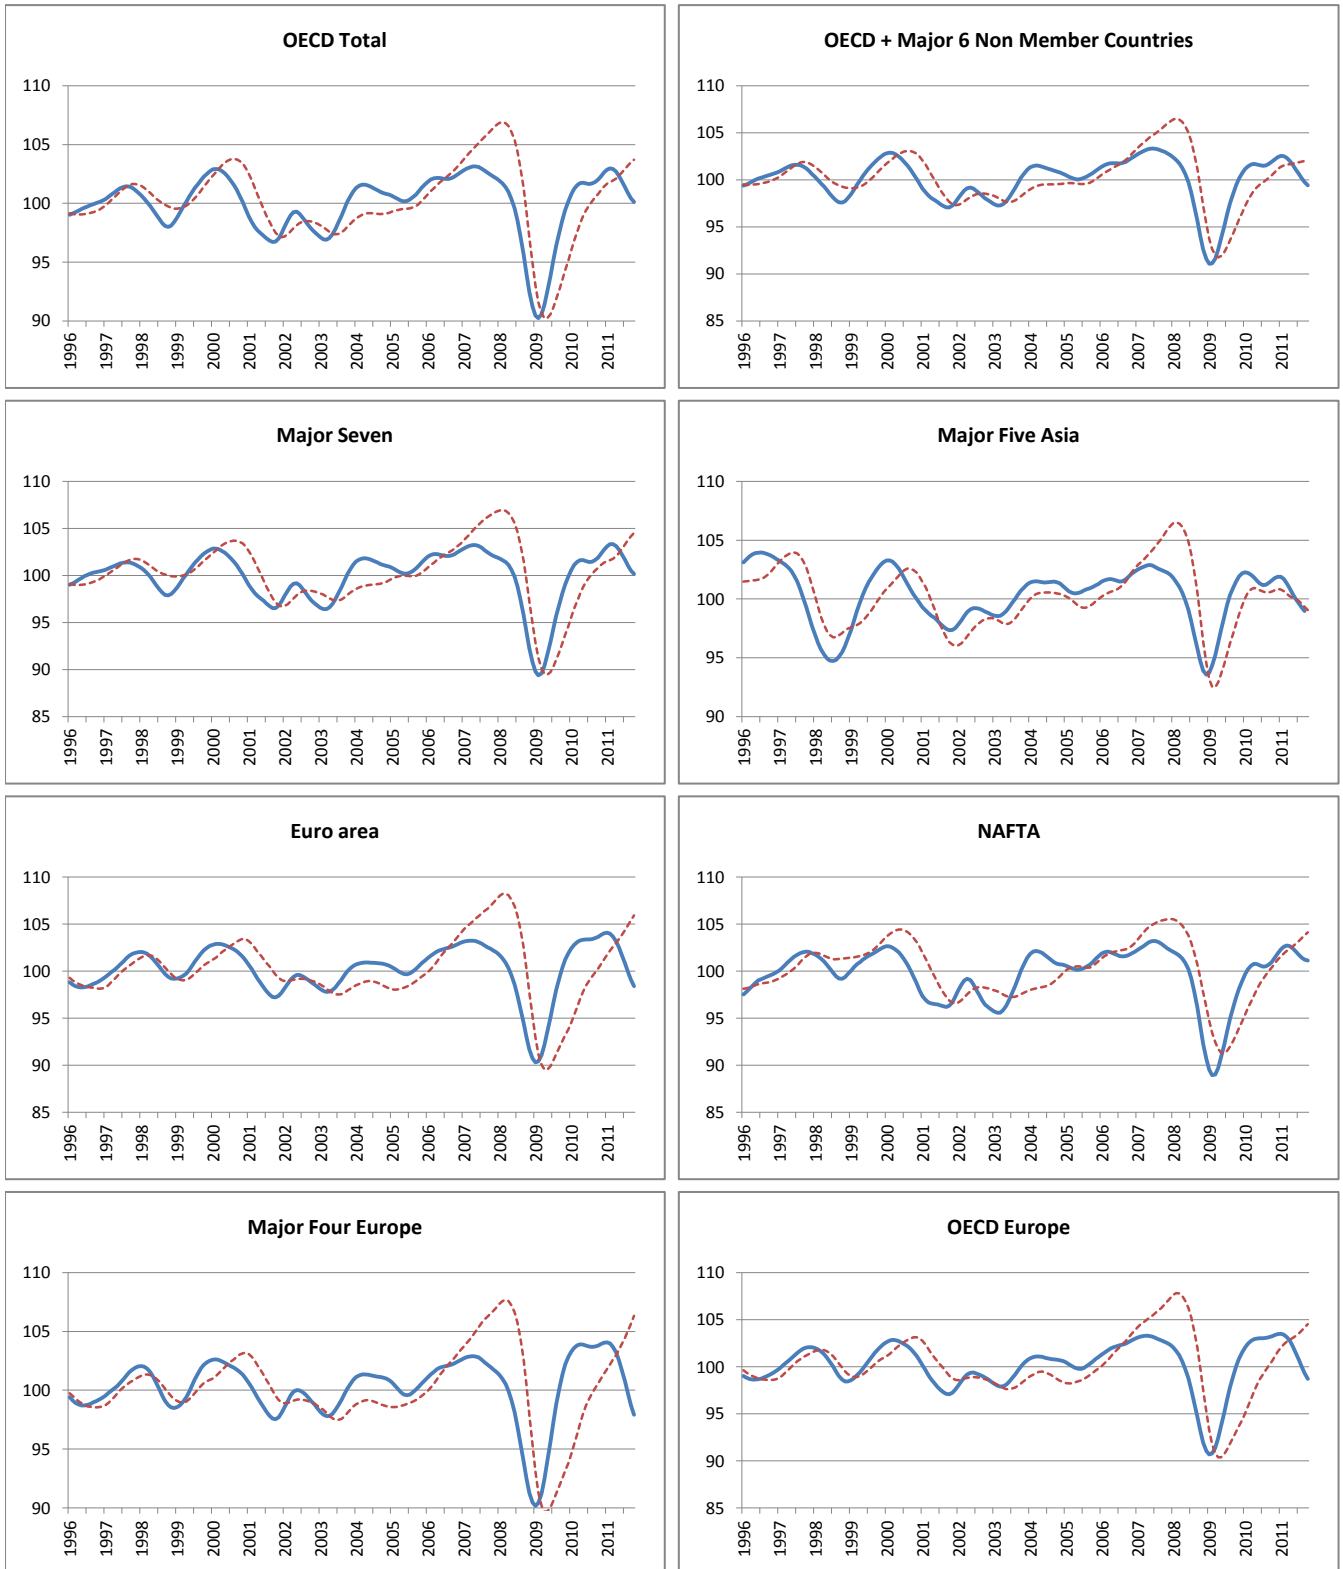 OECD Total
110
105
100
95
90
1996 1997 1998 1999 2000 2001 2002 2003 2004 2005 2006 2007 2008 2009 2010 2011
OECD + Major 6 Non Member Countries
110
105
100
95
90
85
1996 1997 1998 1999 2000 2001 2002 2003 2004 2005 2006 2007 2008 2009 2010 2011
Major Seven
110
105
100
95
90
85
1996 1997 1998 1999 2000 2001 2002 2003 2004 2005 2006 2007 2008 2009 2010 2011
Major Five Asia
110
105
100
95
90
1996 1997 1998 1999 2000 2001 2002 2003 2004 2005 2006 2007 2008 2009 2010 2011
Euro area
110
105
100
95
90
85
1996 1997 1998 1999 2000 2001 2002 2003 2004 2005 2006 2007 2008 2009 2010 2011
NAFTA
110
105
100
95
90
85
1996 1997 1998 1999 2000 2001 2002 2003 2004 2005 2006 2007 2008 2009 2010 2011
Major Four Europe
110
105
100
95
90
1996 1997 1998 1999 2000 2001 2002 2003 2004 2005 2006 2007 2008 2009 2010 2011
OECD Europe
110
105
100
95
90
85
1996 1997 1998 1999 2000 2001 2002 2003 2004 2005 2006 2007 2008 2009 2010 2011